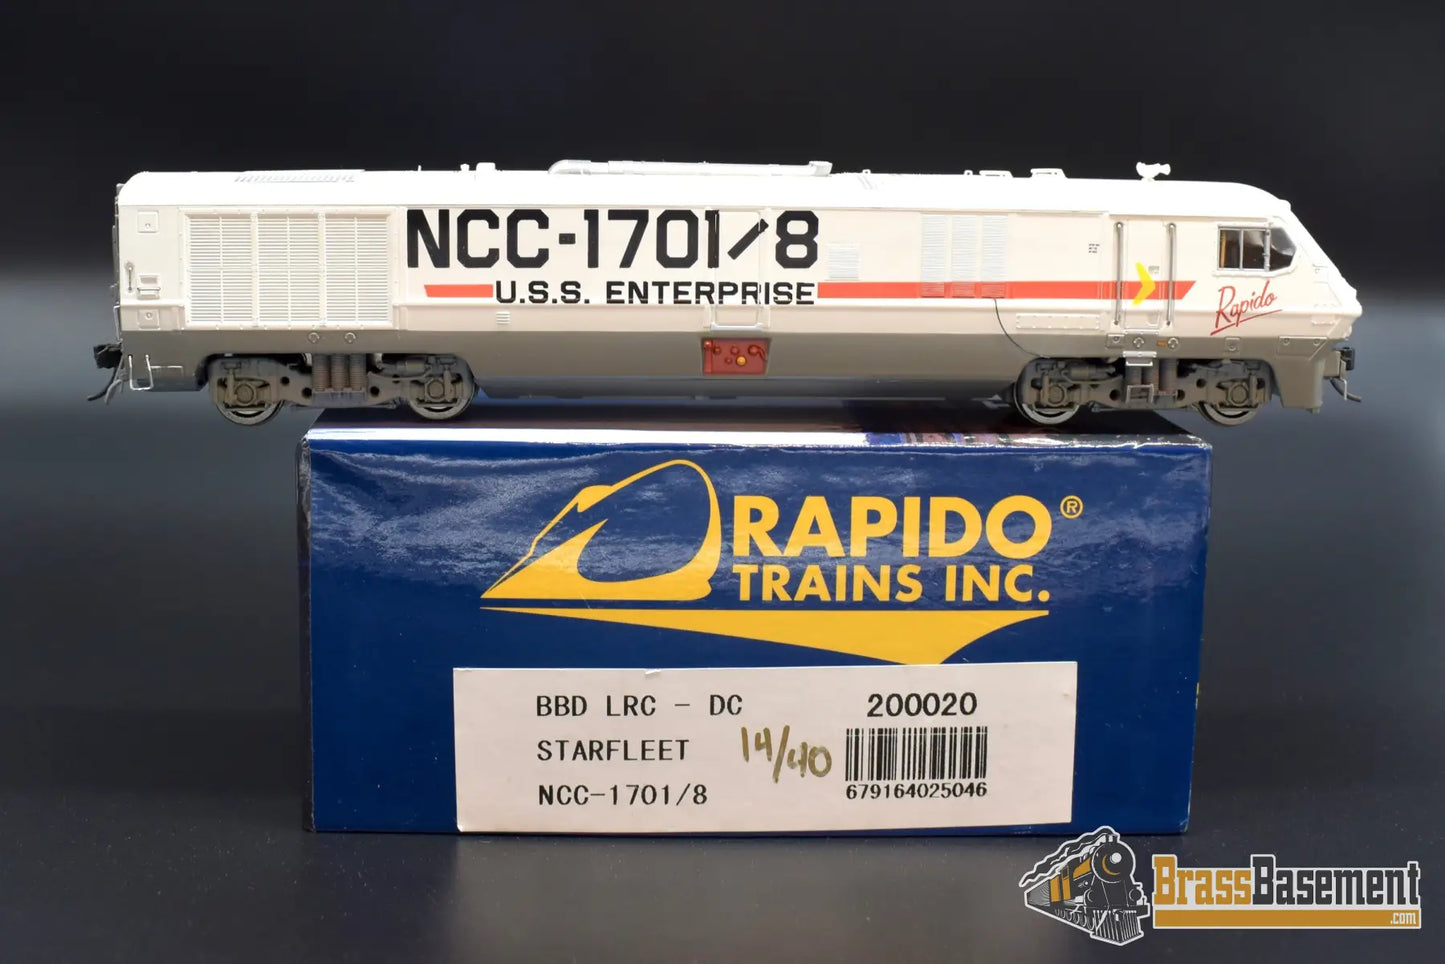 NCC-1701/8
U.S.S. ENTERPRISE
Rapido
RAPIDO®
TRAINS INC.
BBD LRC - DC 200020
STARFLEET 14/40
NCC-1701/8 679164025046
BrassBasement
.com